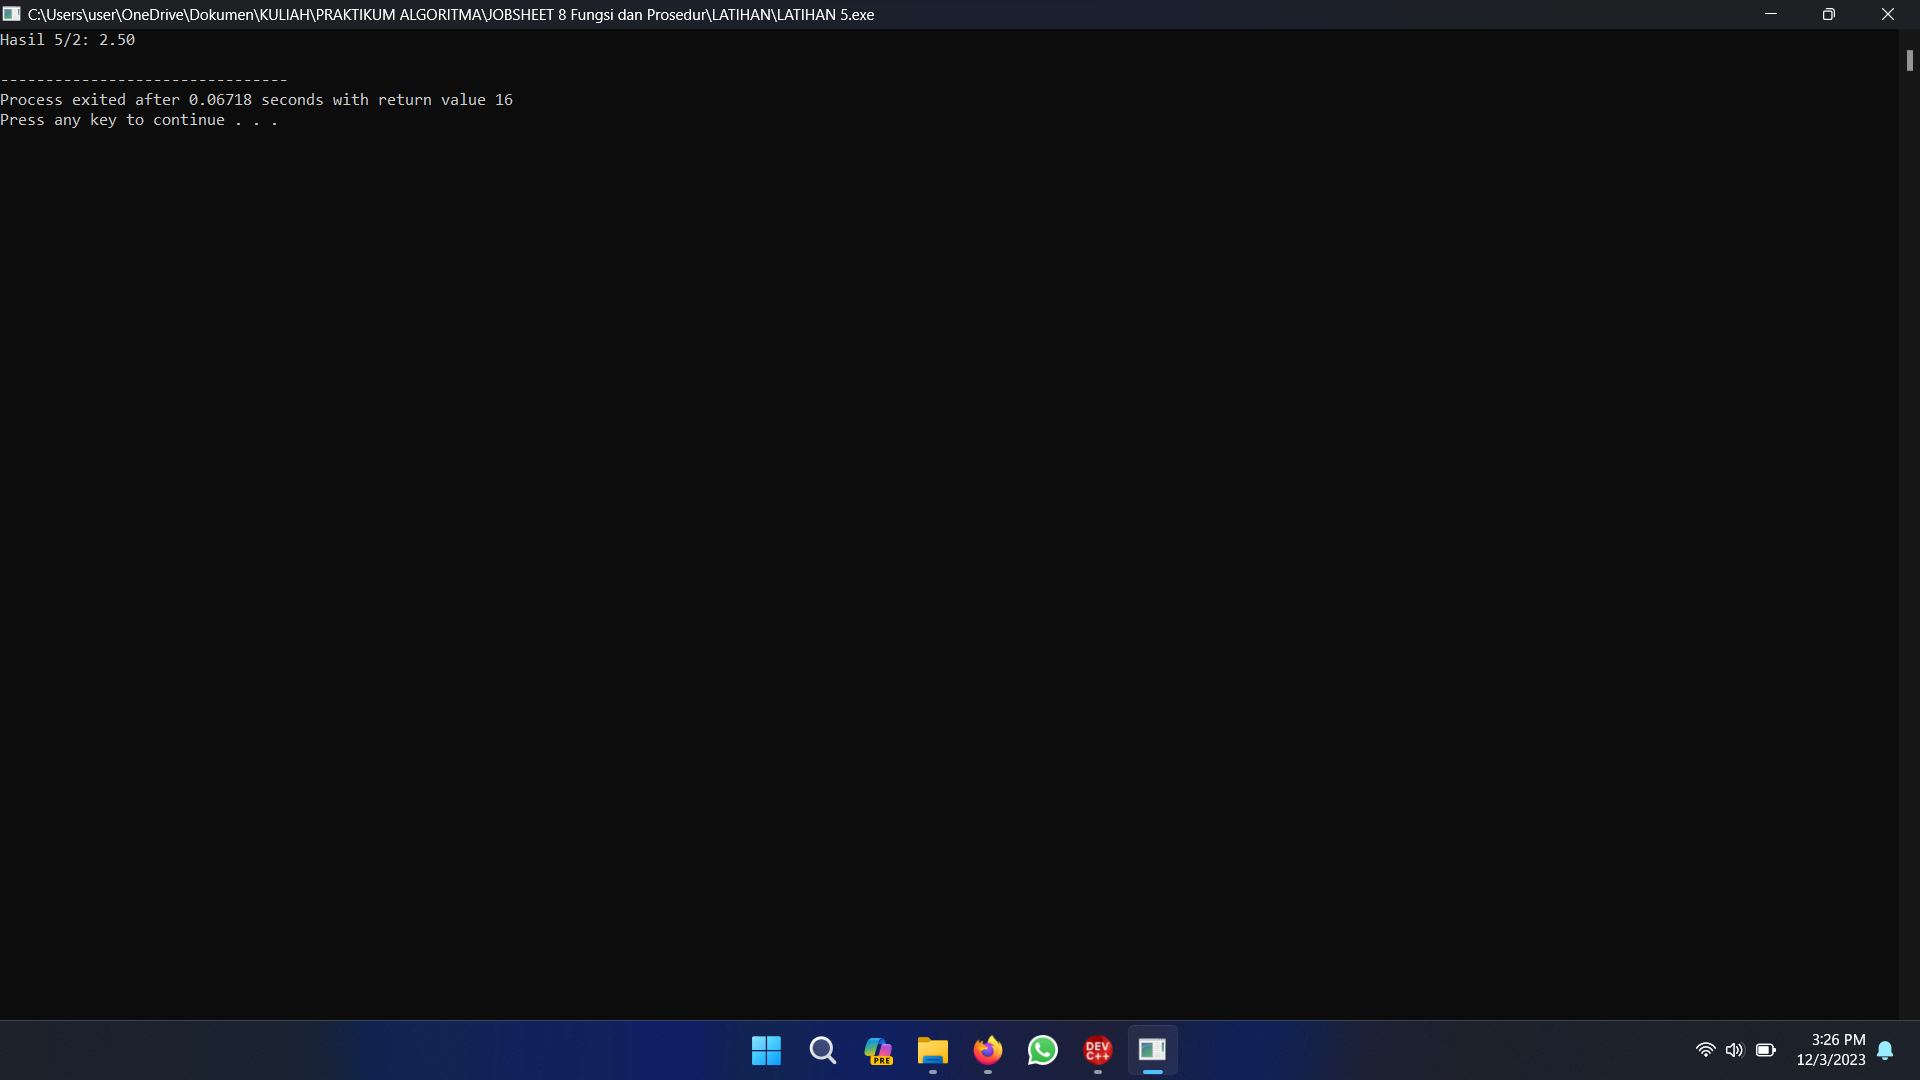 C:\Users\user\OneDrive\Dokumen\KULIAH\PRAKTIKUM ALGORITMA\JOBSHEET 8 Fungsi dan Prosedur\LATIHAN\LATIHAN 5.exe
Hasil 5/2: 2.50
--------------------------------
Process exited after 0.06718 seconds with return value 16
Press any key to continue . . .
PRE
DEV
C++
3:26 PM
12/3/2023